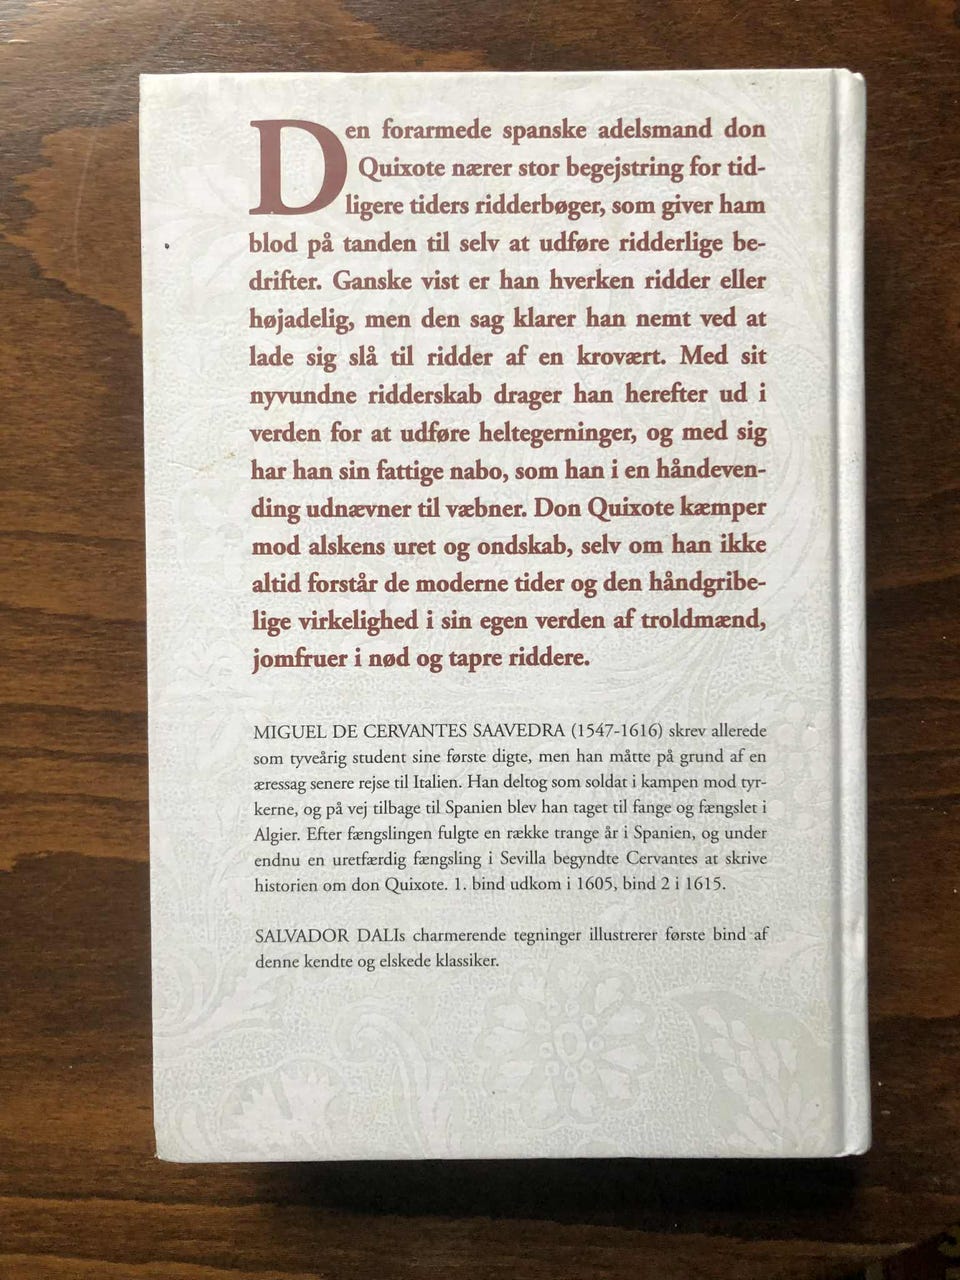 Den forarmede spanske adelsmand don
Quixote nærer stor begejstring for tid-
ligere tiders ridderbøger, som giver ham
blod på tanden til selv at udføre ridderlige be-
drifter. Ganske vist er han hverken ridder eller
højadelig, men den sag klarer han nemt ved at
lade sig slå til ridder af en krovært. Med sit
nyvundne ridderskab drager han herefter ud i
verden for at udføre heltegerninger, og med sig
har han sin fattige nabo, som han i en håndeven-
ding udnævner til væbner. Don Quixote kæmper
mod alskens uret og ondskab, selv om han ikke
altid forstår de moderne tider og den håndgribe-
lige virkelighed i sin egen verden af troldmænd,
jomfruer i nød og tapre riddere.
MIGUEL DE CERVANTES SAAVEDRA (1547-1616) skrev allerede
som tyveårig student sine første digte, men han måtte på grund af en
æressag senere rejse til Italien. Han deltog som soldat i kampen mod tyr-
kerne, og på vej tilbage til Spanien blev han taget til fange og fængslet i
Algier. Efter fængslingen fulgte en række trange år i Spanien, og under
endnu en uretfærdig fængsling i Sevilla begyndte Cervantes at skrive
historien om don Quixote. 1. bind udkom i 1605, bind 2 i 1615.
SALVADOR DALIs charmerende tegninger illustrerer første bind af
denne kendte og elskede klassiker.